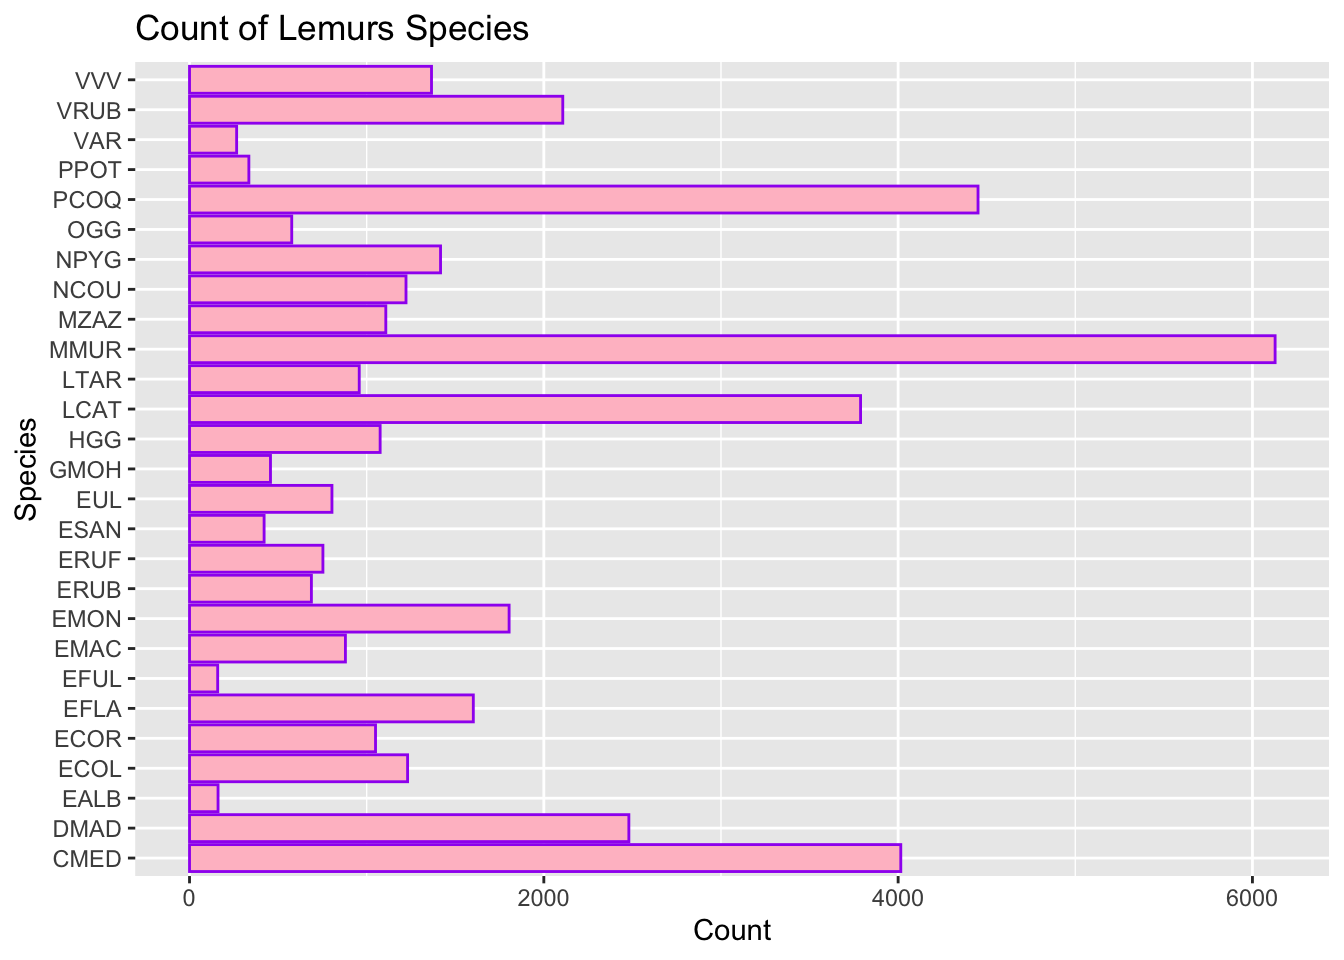 Count of Lemurs Species
VVV
VRUB
VAR
PPOT
PCOQ
OGG
NPYG
NCOU
MZAZ
MMUR
LTAR
LCAT
HGG
GMOH
EUL
ESAN
ERUF
ERUB
EMON
EMAC
EFUL
EFLA
ECOR
ECOL
EALB
DMAD
CMED
Species
0 2000 4000 6000
Count